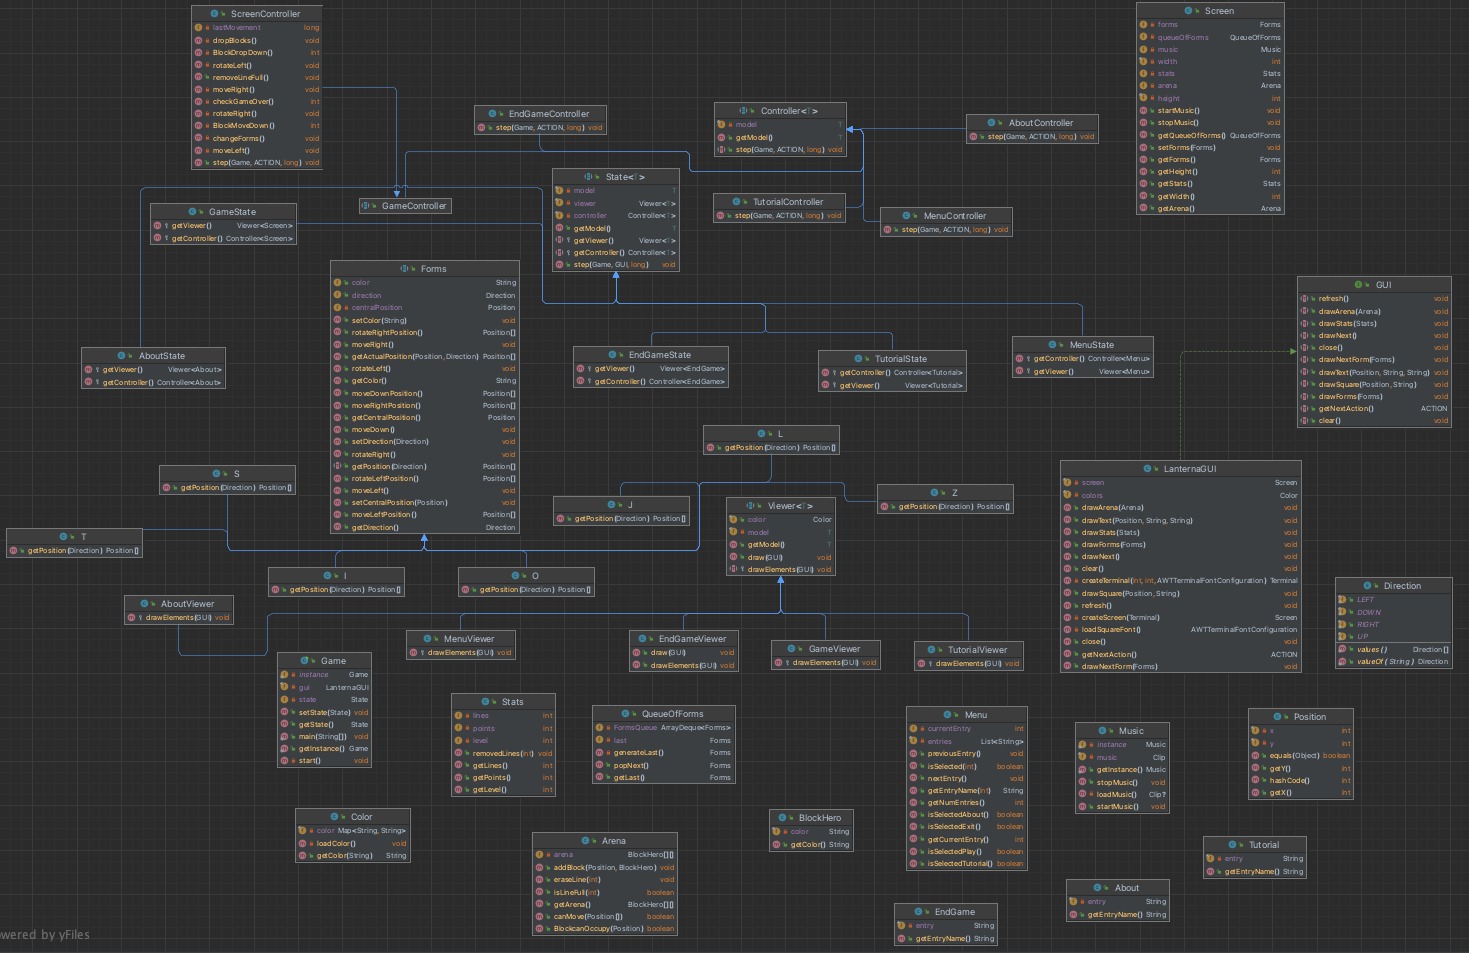 ScreenController
lastMovement long
dropBlocks() void
BlockDropDown() int
rotateLeft() void
removeLineFull() void
moveRight() void
checkGameOver() int
rotateRight() void
BlockMoveDown() int
changeForms() void
moveLeft() void
step(Game, ACTION, long) void
EndGameController
step(Game, ACTION, long) void
Controller<T>
model T
getModel() T
step(Game, ACTION, long) void
AboutController
step(Game, ACTION, long) void
Screen
forms Forms
queueOfForms QueueOfForms
music Music
width int
stats Stats
arena Arena
height int
startMusic() void
stopMusic() void
getQueueOfForms() QueueOfForms
setForms(Forms) void
getForms() Forms
getHeight() int
getStats() Stats
getWidth() int
getArena() Arena
GameController
GameState
getViewer() Viewer<Screen>
getController() Controller<Screen>
State<T>
model T
viewer Viewer<T>
controller Controller<T>
getModel() T
getViewer() Viewer<T>
getController() Controller<T>
step(Game, GUI, long) void
TutorialController
step(Game, ACTION, long) void
MenuController
step(Game, ACTION, long) void
Forms
color String
direction Direction
centralPosition Position
setColor(String) void
rotateRightPosition() Position[]
moveRight() void
getActualPosition(Position, Direction) Position[]
rotateLeft() void
getColor() String
moveDownPosition() Position[]
moveRightPosition() Position[]
getCentralPosition() Position
moveDown() void
setDirection(Direction) void
rotateRight() void
getPosition(Direction) Position[]
rotateLeftPosition() Position[]
moveLeft() void
setCentralPosition(Position) void
moveLeftPosition() Position[]
getDirection() Direction
GUI
refresh() void
drawArena(Arena) void
drawStats(Stats) void
drawNext() void
close() void
drawNextForm(Forms) void
drawText(Position, String, String) void
drawSquare(Position, String) void
drawForms(Forms) void
getNextAction() ACTION
clear() void
AboutState
getViewer() Viewer<About>
getController() Controller<About>
EndGameState
getViewer() Viewer<EndGame>
getController() Controller<EndGame>
TutorialState
getController() Controller<Tutorial>
getViewer() Viewer<Tutorial>
MenuState
getController() Controller<Menu>
getViewer() Viewer<Menu>
L
getPosition(Direction) Position[]
S
getPosition(Direction) Position[]
J
getPosition(Direction) Position[]
Z
getPosition(Direction) Position[]
T
getPosition(Direction) Position[]
I
getPosition(Direction) Position[]
O
getPosition(Direction) Position[]
Viewer<T>
color Color
model T
getModel() T
draw(GUI) void
drawElements(GUI) void
LanternaGUI
screen Screen
colors Color
drawArena(Arena) void
drawText(Position, String, String) void
drawStats(Stats) void
drawForms(Forms) void
drawNext() void
clear() void
createTerminal(int, int, AWTTerminalFontConfiguration) Terminal
drawSquare(Position, String) void
refresh() void
createScreen(Terminal) Screen
loadSquareFont() AWTTerminalFontConfiguration
close() void
getNextAction() ACTION
drawNextForm(Forms) void
Direction
LEFT
DOWN
RIGHT
UP
values() Direction[]
valueOf(String) Direction
AboutViewer
drawElements(GUI) void
MenuViewer
drawElements(GUI) void
EndGameViewer
draw(GUI) void
drawElements(GUI) void
GameViewer
drawElements(GUI) void
TutorialViewer
drawElements(GUI) void
Game
instance Game
gui LanternaGUI
state State
setState(State) void
getState() State
main(String[]) void
getInstance() Game
start() void
Stats
lines int
points int
level int
removedLines(int) void
getLines() int
getPoints() int
getLevel() int
QueueOfForms
FormsQueue ArrayDeque<Forms>
last Forms
generateLast() Forms
popNext() Forms
getLast() Forms
Menu
currentEntry int
entries List<String>
previousEntry() void
isSelected(int) boolean
nextEntry() void
getEntryName(int) String
getNumEntries() int
isSelectedAbout() boolean
isSelectedExit() boolean
getCurrentEntry() int
isSelectedPlay() boolean
isSelectedTutorial() boolean
Music
instance Music
music Clip
getInstance() Music
stopMusic() void
loadMusic() Clip?
startMusic() void
Position
x int
y int
equals(Object) boolean
getY() int
hashCode() int
getX() int
Color
color Map<String, String>
loadColor() void
getColor(String) String
Arena
arena BlockHero[][]
addBlock(Position, BlockHero) void
eraseLine(int) void
isLineFull(int) boolean
getArena() BlockHero[][]
canMove(Position[]) boolean
BlockcanOccupy(Position) boolean
BlockHero
color String
getColor() String
Tutorial
entry String
getEntryName() String
About
entry String
getEntryName() String
EndGame
entry String
getEntryName() String
wered by yFiles